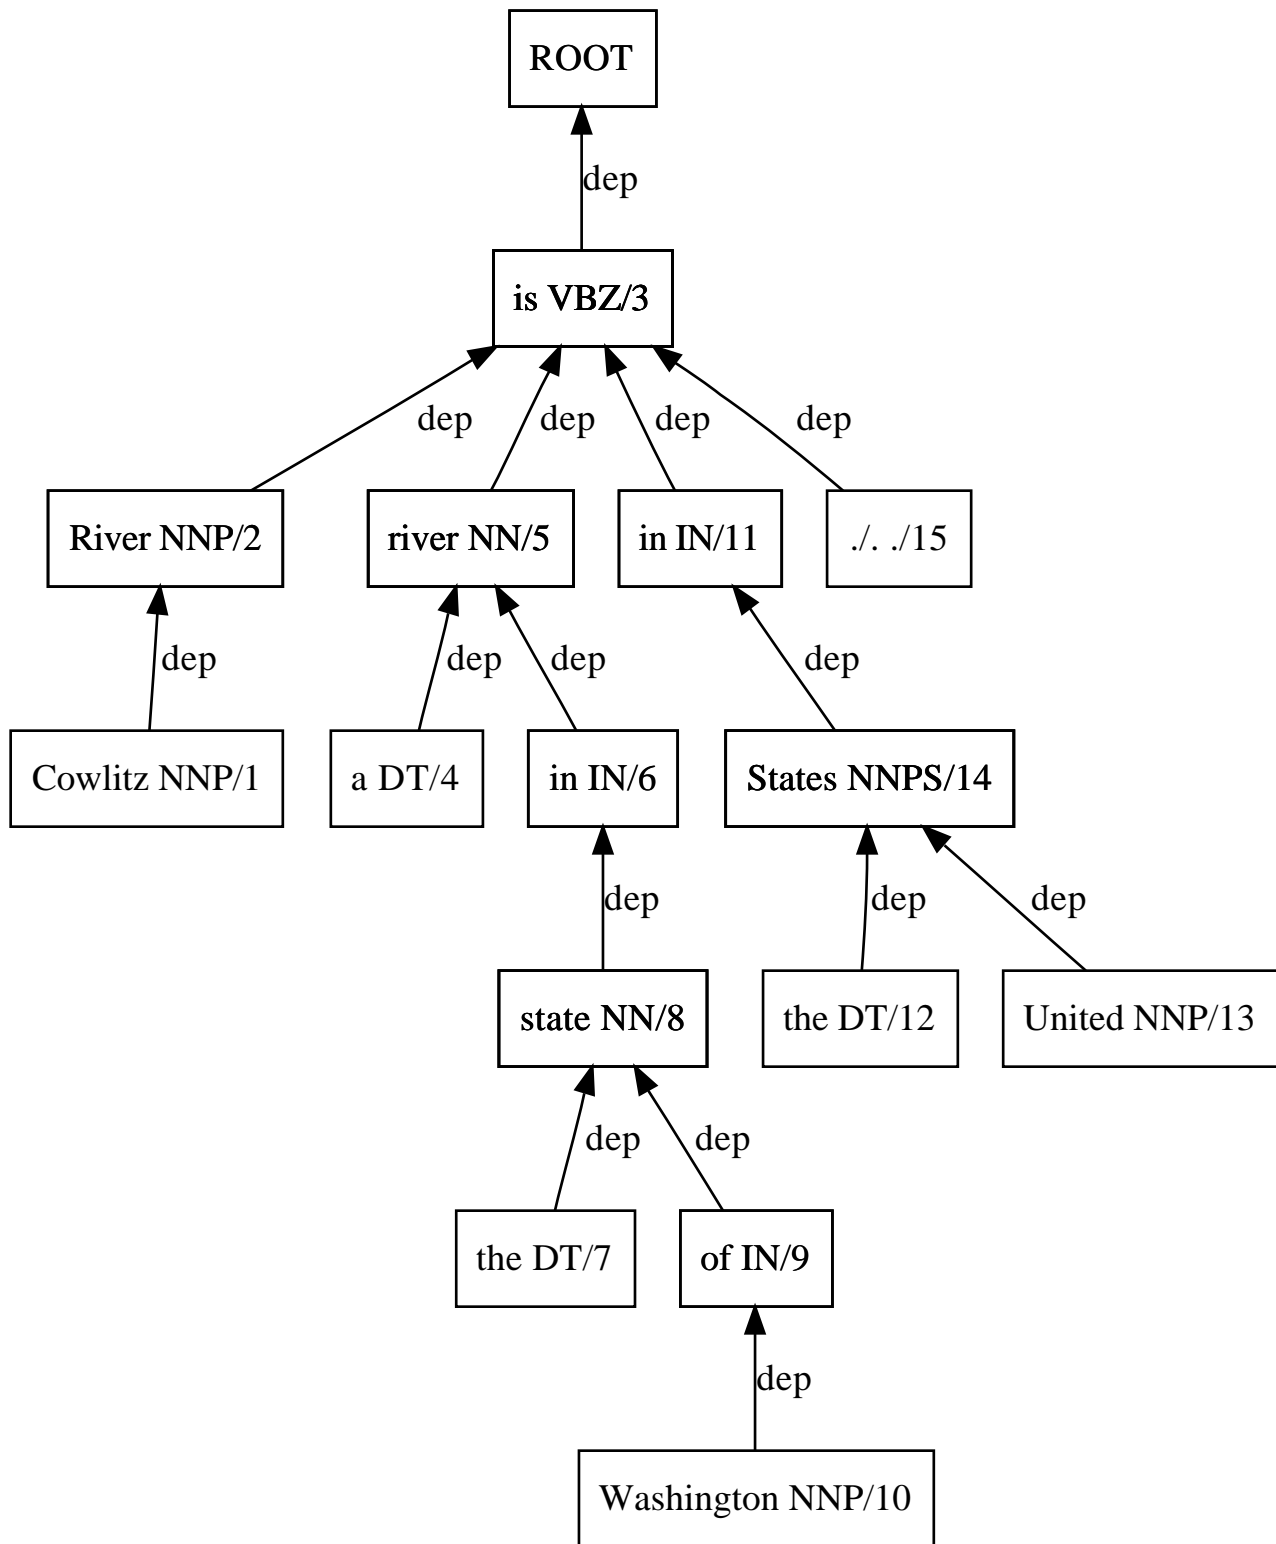 ROOT
dep
is VBZ/3
dep dep dep dep
River NNP/2 river NN/5 in IN/11 ./. ./15
dep dep dep dep
Cowlitz NNP/1 a DT/4 in IN/6 States NNPS/14
dep dep dep
state NN/8 the DT/12 United NNP/13
dep dep
the DT/7 of IN/9
dep
Washington NNP/10